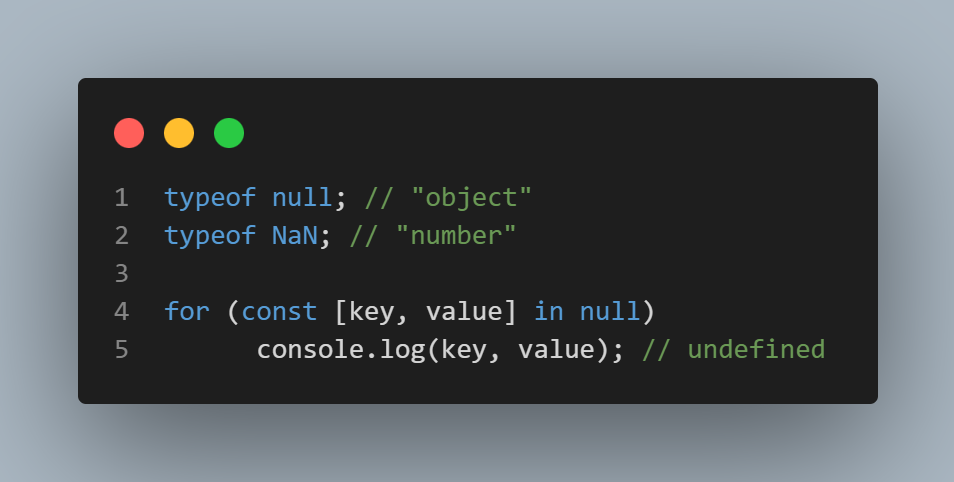 1 typeof null; // "object"
2 typeof NaN; // "number"
3
4 for (const [key, value] in null)
5 console.log(key, value); // undefined